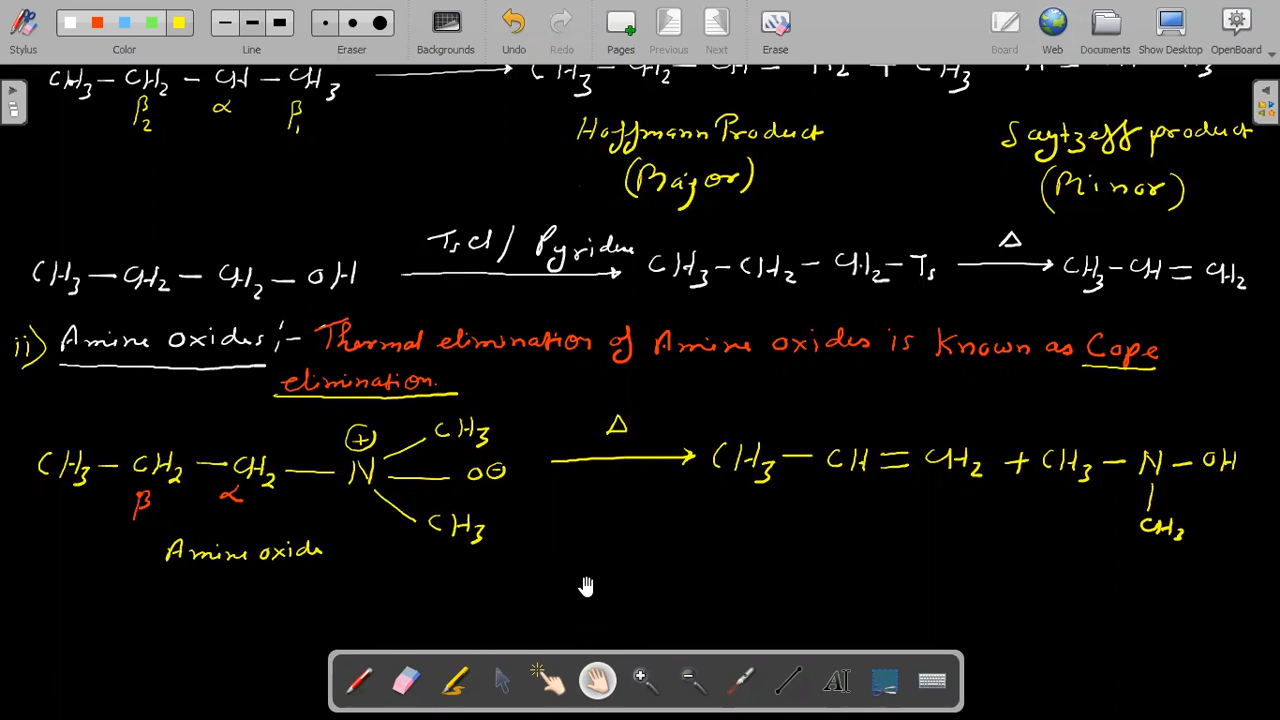 Stylus Color Line Eraser Backgrounds Undo Redo Pages Previous Next Erase Board Web Documents Show Desktop OpenBoard
CH3 – CH2 – CH – CH3
β2 α β1
Hoffmann Product Saytzeff product
(Major) (Minor)
CH3 – CH2 – CH2 – OH TsCl / Pyridine → CH3 – CH2 – CH2 – Ts Δ → CH3 – CH = CH2
ii) Amine oxides :- Thermal elimination of Amine oxides is known as Cope
elimination.
CH3 – CH2 – CH2 – N⊕ (CH3) (O⊖) (CH3) Δ → CH3 – CH = CH2 + CH3 – N – OH
β α CH3
Amine oxide